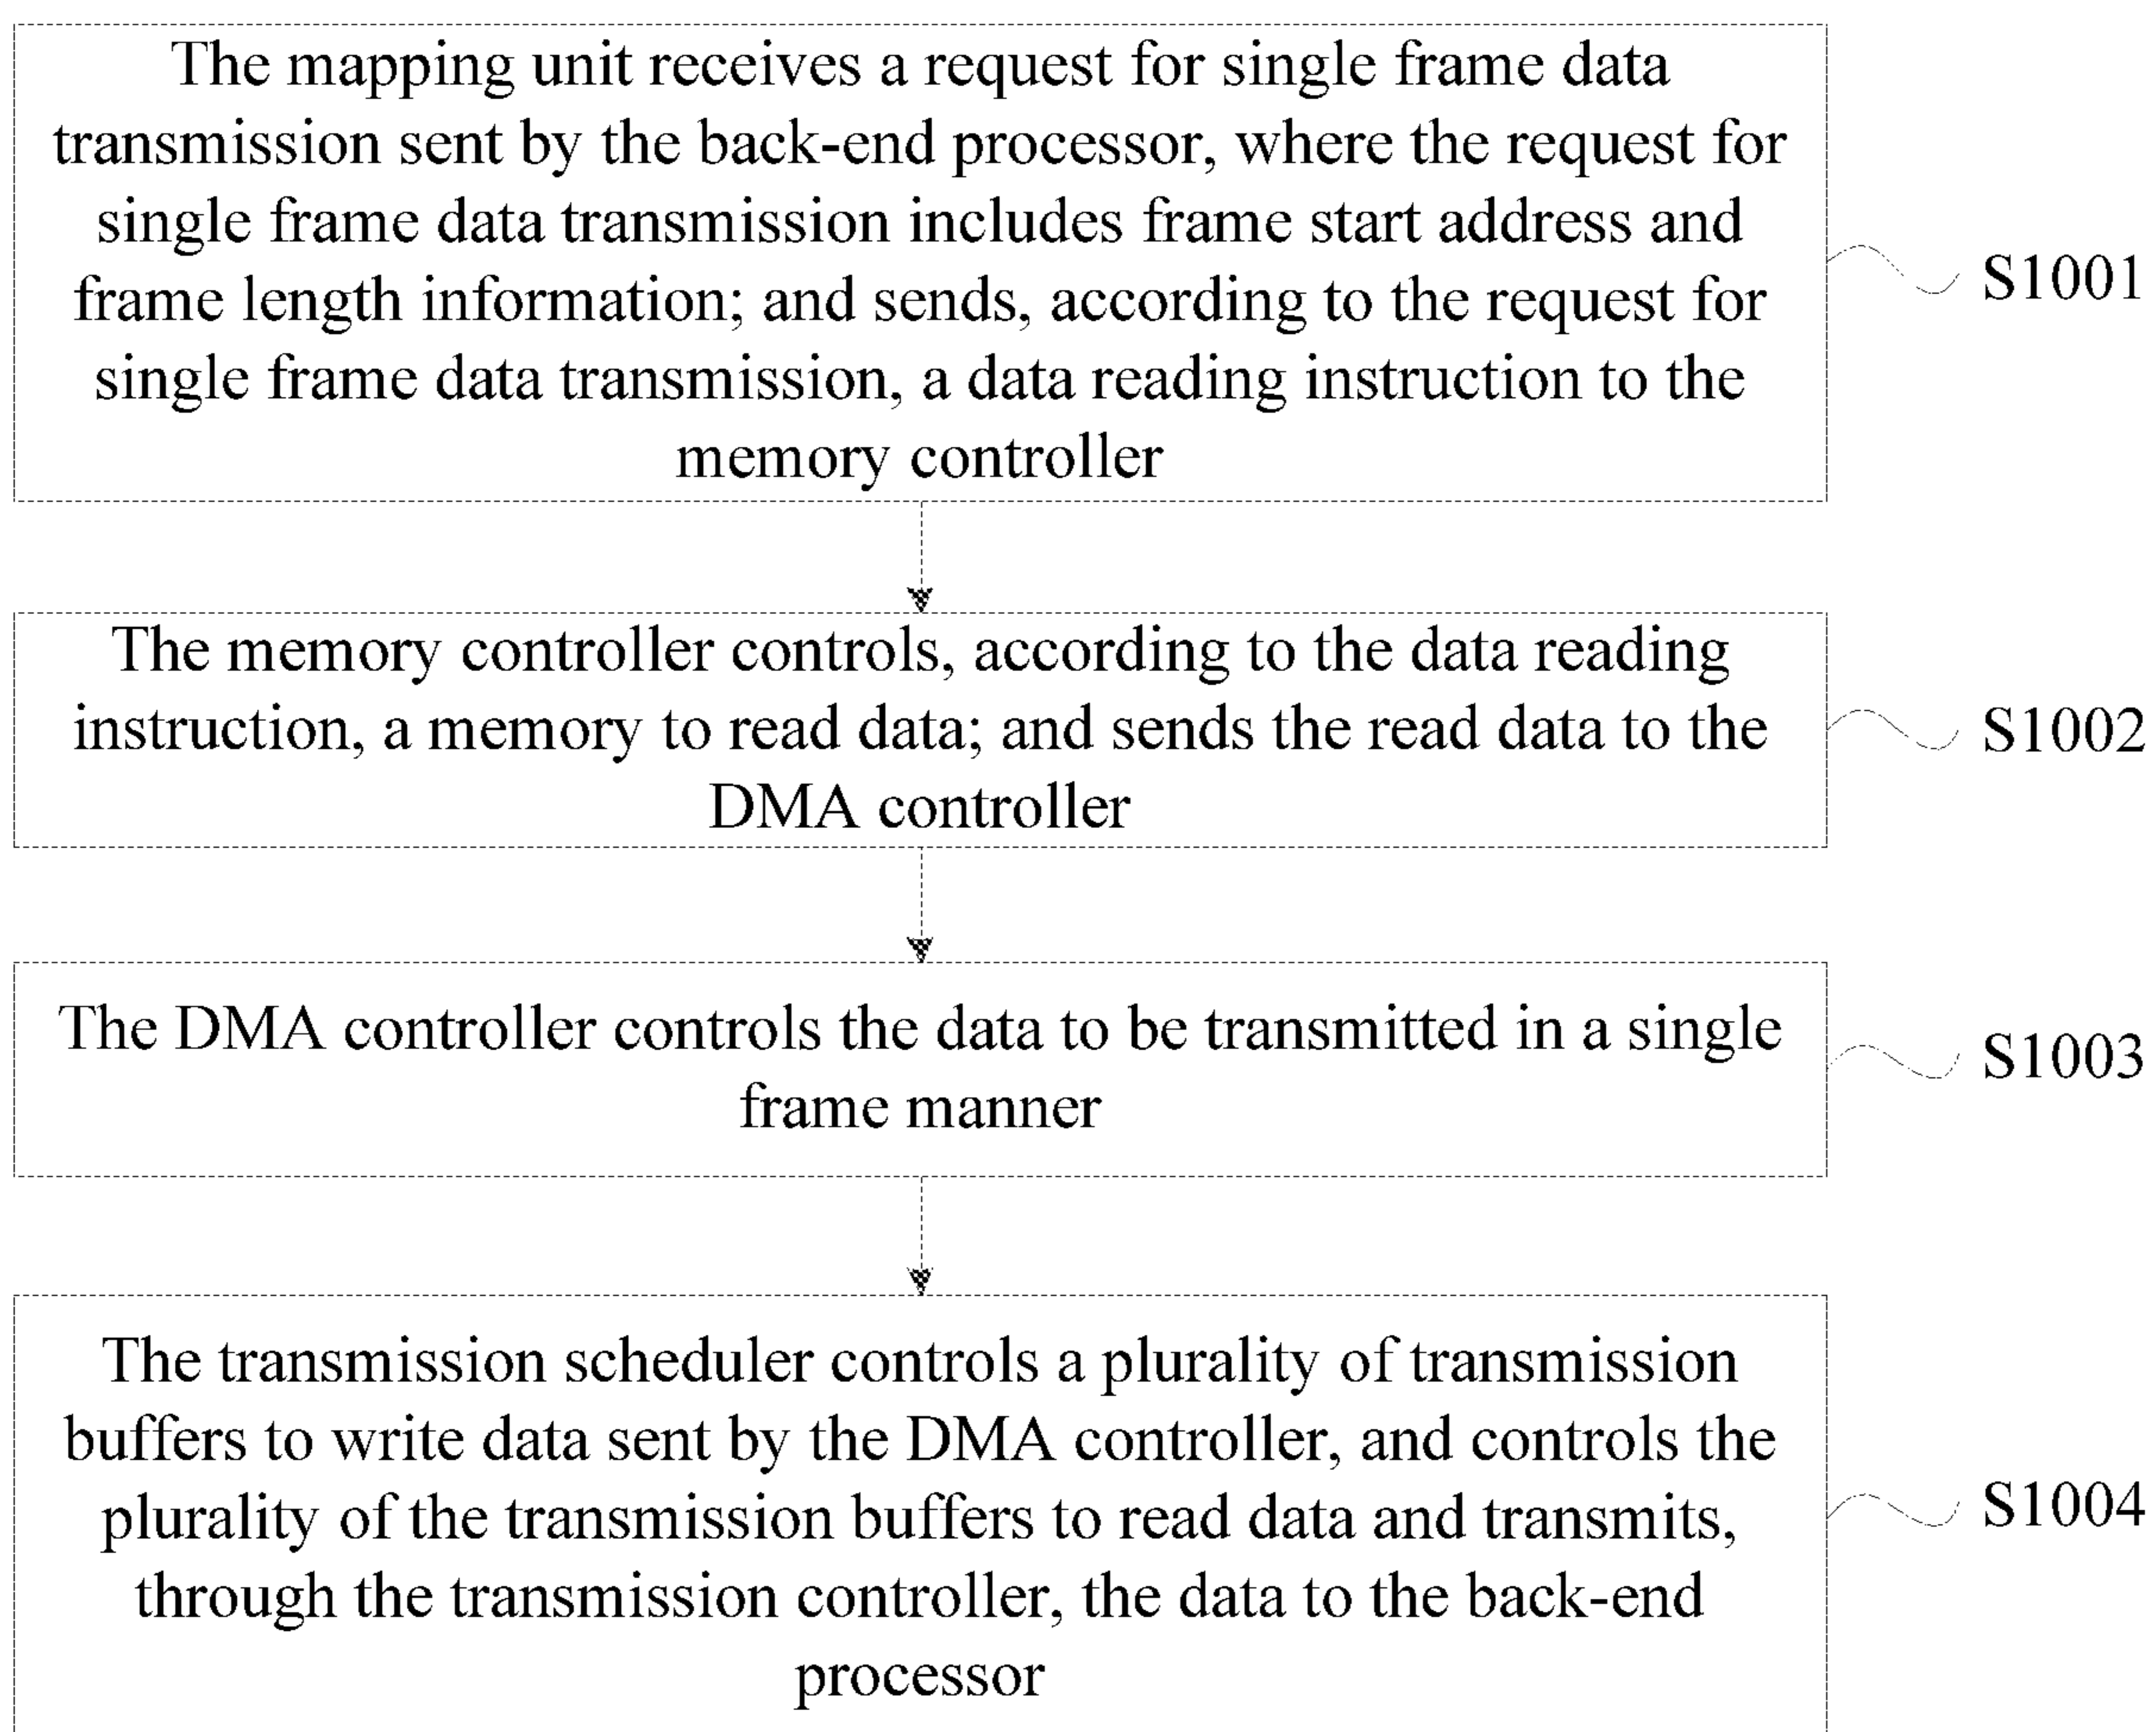 The mapping unit receives a request for single frame data
transmission sent by the back-end processor, where the request for
single frame data transmission includes frame start address and
frame length information; and sends, according to the request for
single frame data transmission, a data reading instruction to the
memory controller
S1001
The memory controller controls, according to the data reading
instruction, a memory to read data; and sends the read data to the
DMA controller
S1002
The DMA controller controls the data to be transmitted in a single
frame manner
S1003
The transmission scheduler controls a plurality of transmission
buffers to write data sent by the DMA controller, and controls the
plurality of the transmission buffers to read data and transmits,
through the transmission controller, the data to the back-end
processor
S1004